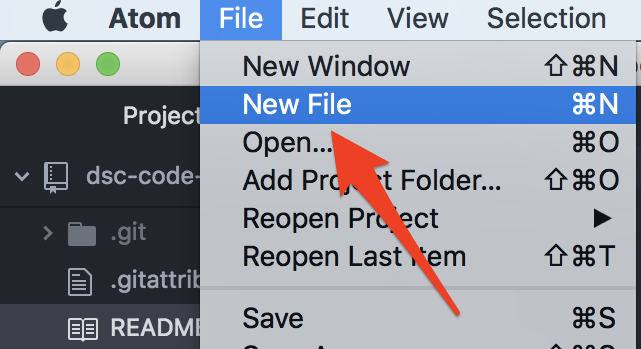 Atom File Edit View Selection
New Window ⇧⌘N
Project
New File ⌘N
Open... ⌘O
dsc-code-
Add Project Folder... ⇧⌘O
Reopen Project ▶
.git
Reopen Last Item ⇧⌘T
.gitattrib
Save ⌘S
README